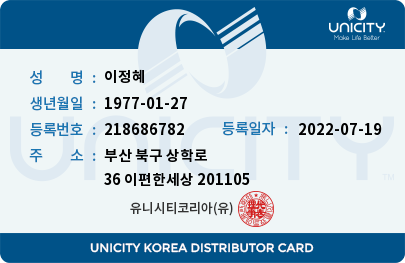 UNICITY
Make Life Better
성 명 : 이정혜
생년월일 : 1977-01-27
등록번호 : 218686782 등록일자 : 2022-07-19
주 소 : 부산 북구 상학로
36 이편한세상 201105
UNICITY
유니시티코리아(유)
UNICITY KOREA DISTRIBUTOR CARD